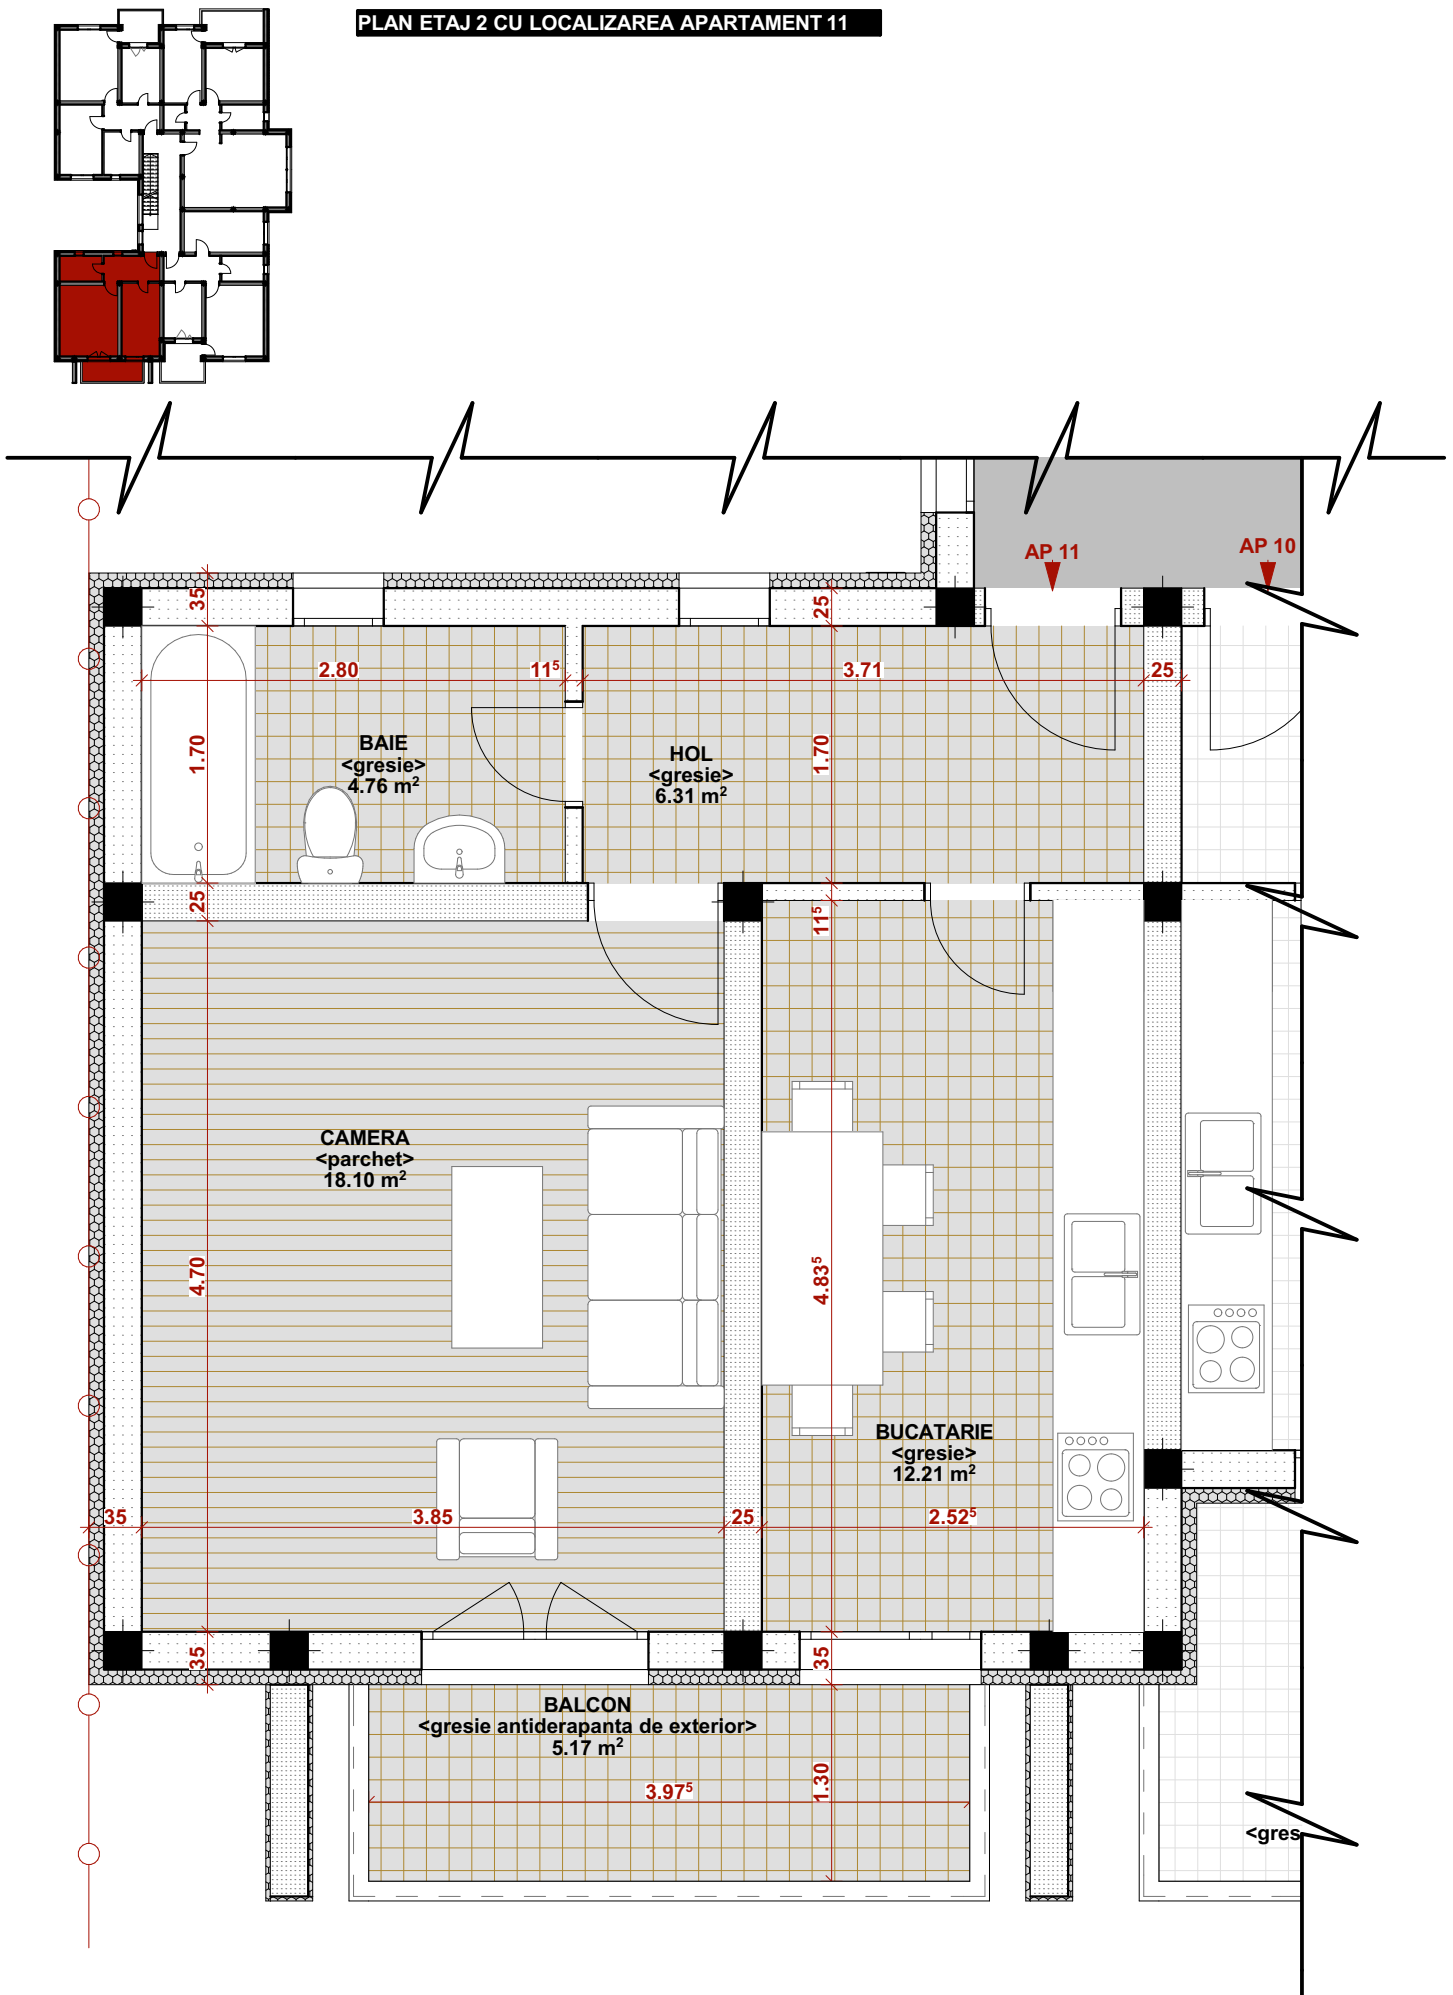 PLAN ETAJ 2 CU LOCALIZAREA APARTAMENT 11
AP 11
AP 10
35
25
2.80
11⁵
3.71
25
BAIE
<gresie>
4.76 m²
HOL
<gresie>
6.31 m²
1.70
1.70
25
11⁵
CAMERA
<parchet>
18.10 m²
4.70
4.83⁵
BUCATARIE
<gresie>
12.21 m²
35
3.85
25
2.52⁵
35
35
BALCON
<gresie antiderapanta de exterior>
5.17 m²
3.97⁵
1.30
<gres